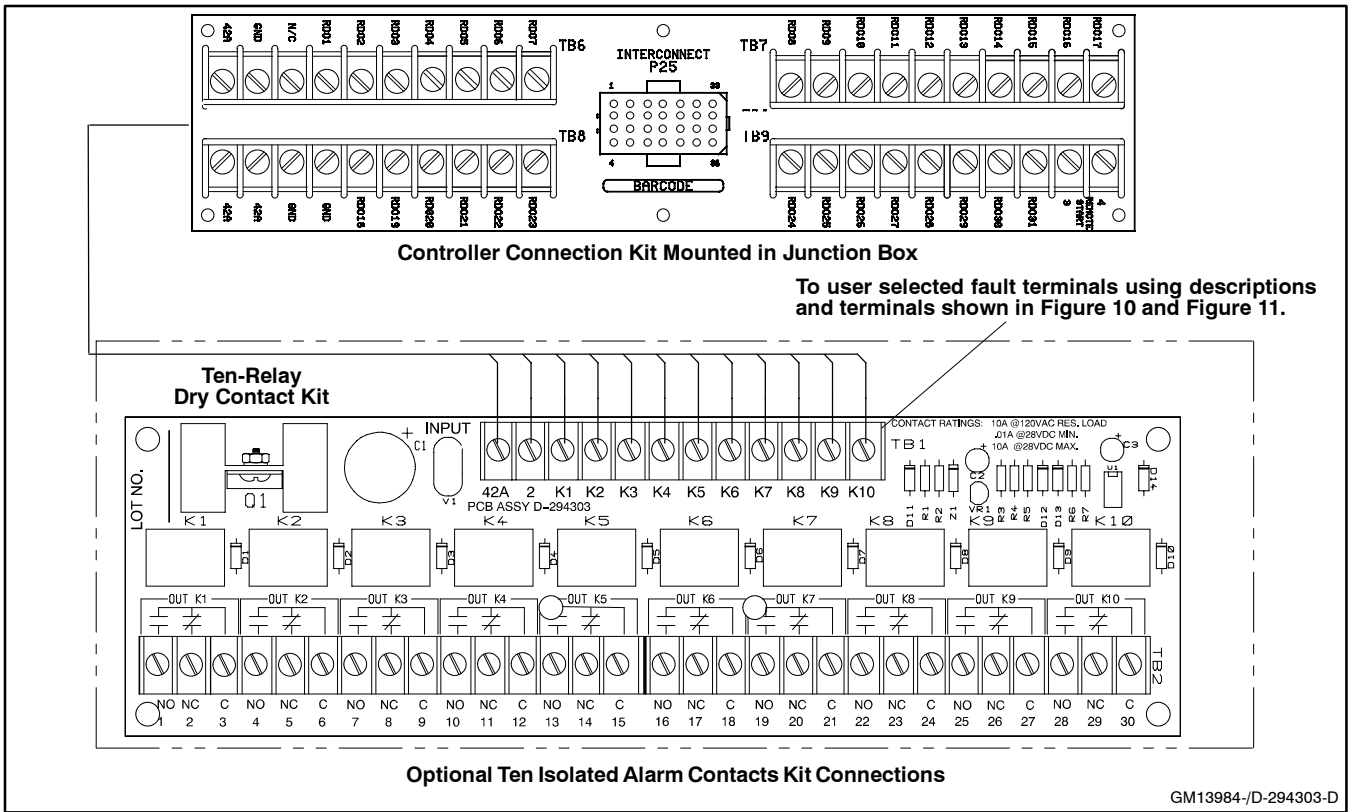 42A GND N/C RDO1 RDO2 RDO3 RDO4 RDO5 RDO6 RDO7
TB6
INTERCONNECT
P25
TB7
RDO8 RDO9 RDO10 RDO11 RDO12 RDO13 RDO14 RDO15 RDO16 RDO17
1 33
4 36
TB8
TB9
BARCODE
42A 42A GND GND RDO18 RDO19 RDO20 RDO21 RDO22 RDO23
RDO24 RDO25 RDO26 RDO27 RDO28 RDO29 RDO30 RDO31 3 START REMOTE 4
Controller Connection Kit Mounted in Junction Box
To user selected fault terminals using descriptions
and terminals shown in Figure 10 and Figure 11.
Ten-Relay
Dry Contact Kit
LOT NO.
Q1
+
C1
INPUT
V1
TB1
CONTACT RATINGS: 10A @120VAC RES. LOAD
.01A @28VDC MIN.
10A @28VDC MAX.
42A 2 K1 K2 K3 K4 K5 K6 K7 K8 K9 K10
PCB ASSY D-294303
D11 R1 R2 Z1 + C2 VR1 R3 R4 R5 D12 D13 R6 R7 U1 + C3 D14
K1 K2 K3 K4 K5 K6 K7 K8 K9 K10
D1 D2 D3 D4 D5 D6 D7 D8 D9 D10
OUT K1 OUT K2 OUT K3 OUT K4 OUT K5 OUT K6 OUT K7 OUT K8 OUT K9 OUT K10
TB2
NO NC C NO NC C NO NC C NO NC C NO NC C NO NC C NO NC C NO NC C NO NC C NO NC C
1 2 3 4 5 6 7 8 9 10 11 12 13 14 15 16 17 18 19 20 21 22 23 24 25 26 27 28 29 30
Optional Ten Isolated Alarm Contacts Kit Connections
GM13984-/D-294303-D